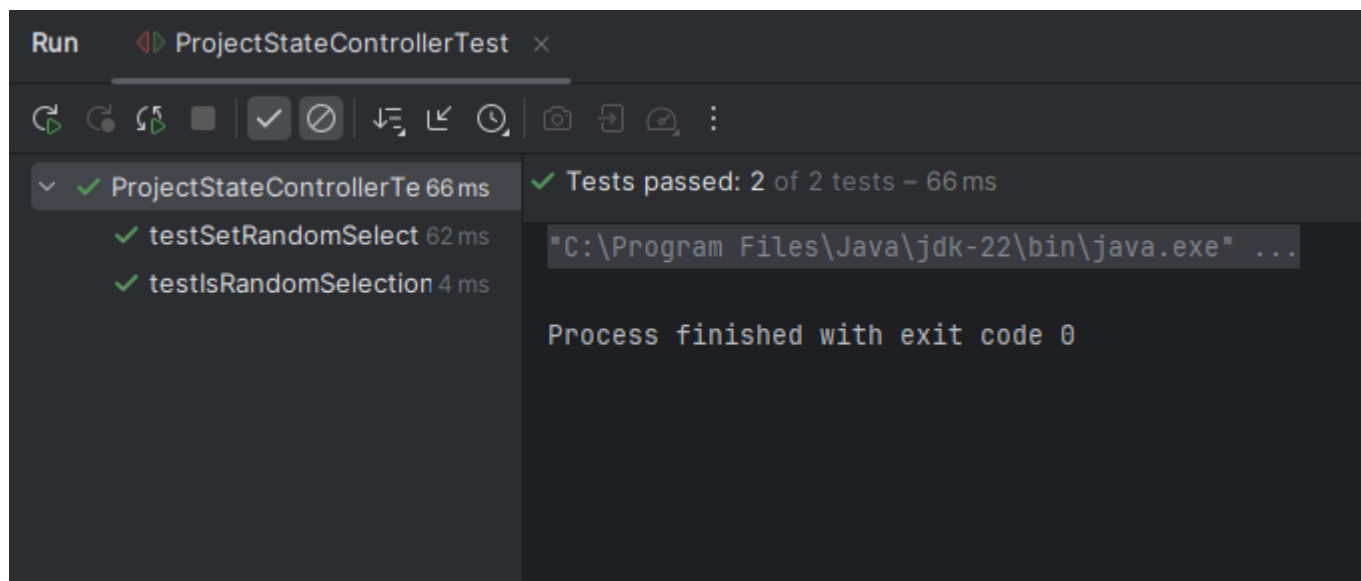 Run ProjectStateControllerTest
ProjectStateControllerTe 66 ms
testSetRandomSelect 62 ms
testIsRandomSelection 4 ms
Tests passed: 2 of 2 tests – 66 ms
"C:\Program Files\Java\jdk-22\bin\java.exe" ...
Process finished with exit code 0